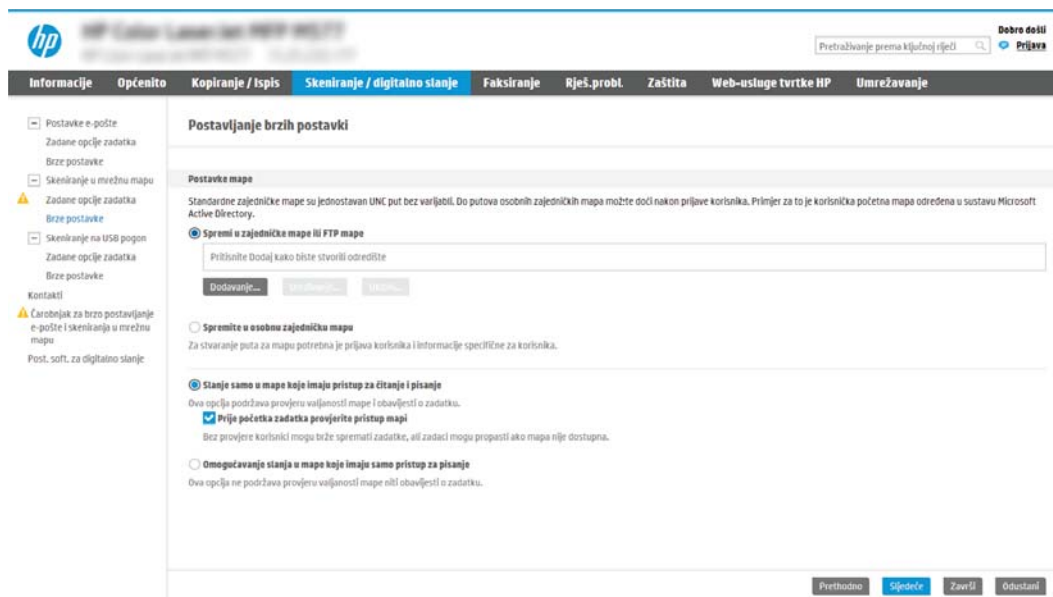 hp
HP Color LaserJet MFP M577
Dobro došli
Pretraživanje prema ključnoj riječi
Prijava
Informacije Općenito Kopiranje / Ispis Skeniranje / digitalno slanje Faksiranje Rješ.probl. Zaštita Web-usluge tvrtke HP Umrežavanje
Postavke e-pošte
Zadane opcije zadatka
Brze postavke
Skeniranje u mrežnu mapu
Zadane opcije zadatka
Brze postavke
Skeniranje na USB pogon
Zadane opcije zadatka
Brze postavke
Kontakti
Čarobnjak za brzo postavljanje
e-pošte i skeniranja u mrežnu
mapu
Post. soft. za digitalno slanje
Postavljanje brzih postavki
Postavke mape
Standardne zajedničke mape su jednostavan UNC put bez varijabli. Do putova osobnih zajedničkih mapa možete doći nakon prijave korisnika. Primjer za to je korisnička početna mapa određena u sustavu Microsoft
Active Directory.
Spremi u zajedničke mape ili FTP mape
Pritisnite Dodaj kako biste stvorili odredište
Dodavanje...
Spremite u osobnu zajedničku mapu
Za stvaranje puta za mapu potrebna je prijava korisnika i informacije specifične za korisnika.
Slanje samo u mape koje imaju pristup za čitanje i pisanje
Ova opcija podržava provjeru valjanosti mape i obavijesti o zadatku.
Prije početka zadatka provjerite pristup mapi
Bez provjere korisnici mogu brže spremati zadatke, ali zadaci mogu propasti ako mapa nije dostupna.
Omogućavanje slanja u mape koje imaju samo pristup za pisanje
Ova opcija ne podržava provjeru valjanosti mape niti obavijesti o zadatku.
Prethodno Sljedeće Završi Odustani